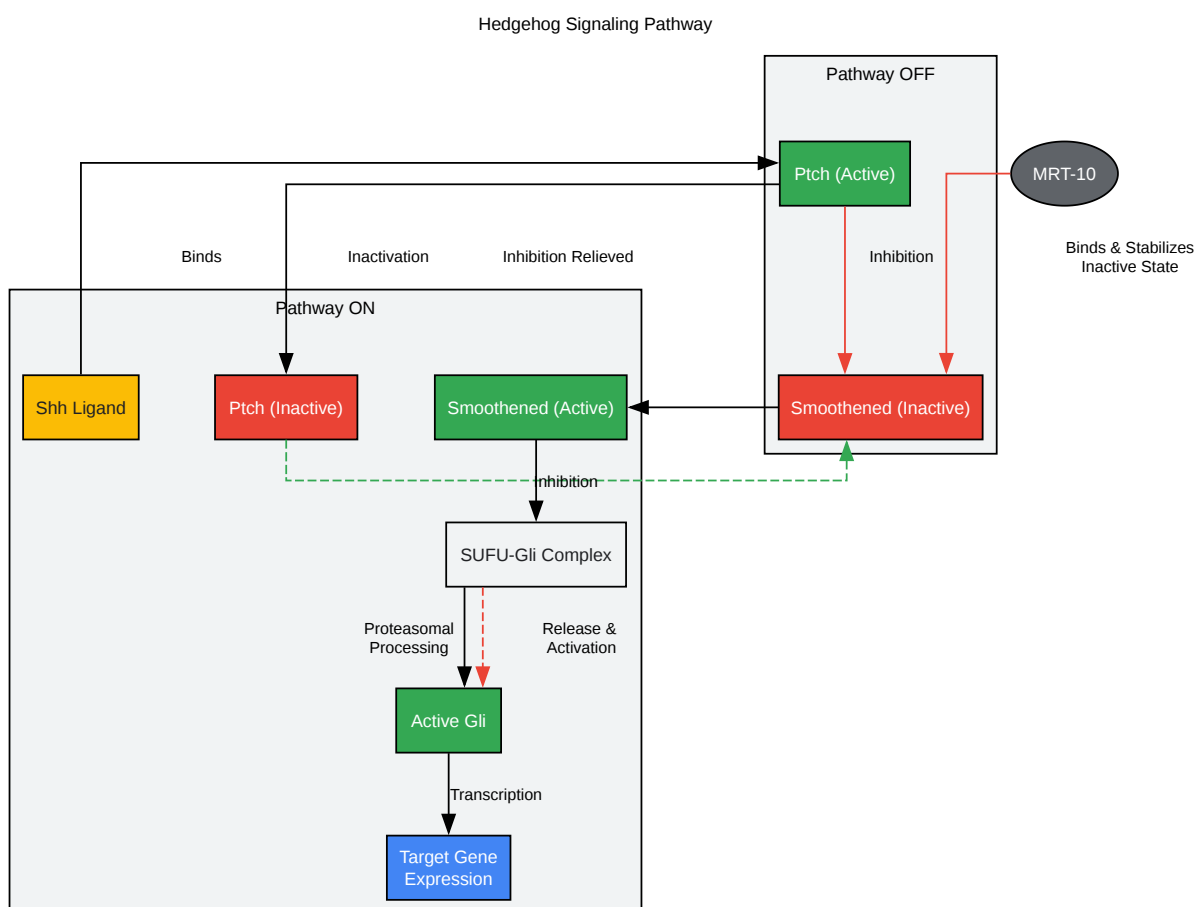 Hedgehog Signaling Pathway
Pathway OFF
Ptch (Active)
MRT-10
Binds
Inactivation
Inhibition Relieved
Inhibition
Binds & Stabilizes
Inactive State
Pathway ON
Shh Ligand
Ptch (Inactive)
Smoothened (Active)
Smoothened (Inactive)
Inhibition
SUFU-Gli Complex
Proteasomal
Processing
Release &
Activation
Active Gli
Transcription
Target Gene
Expression